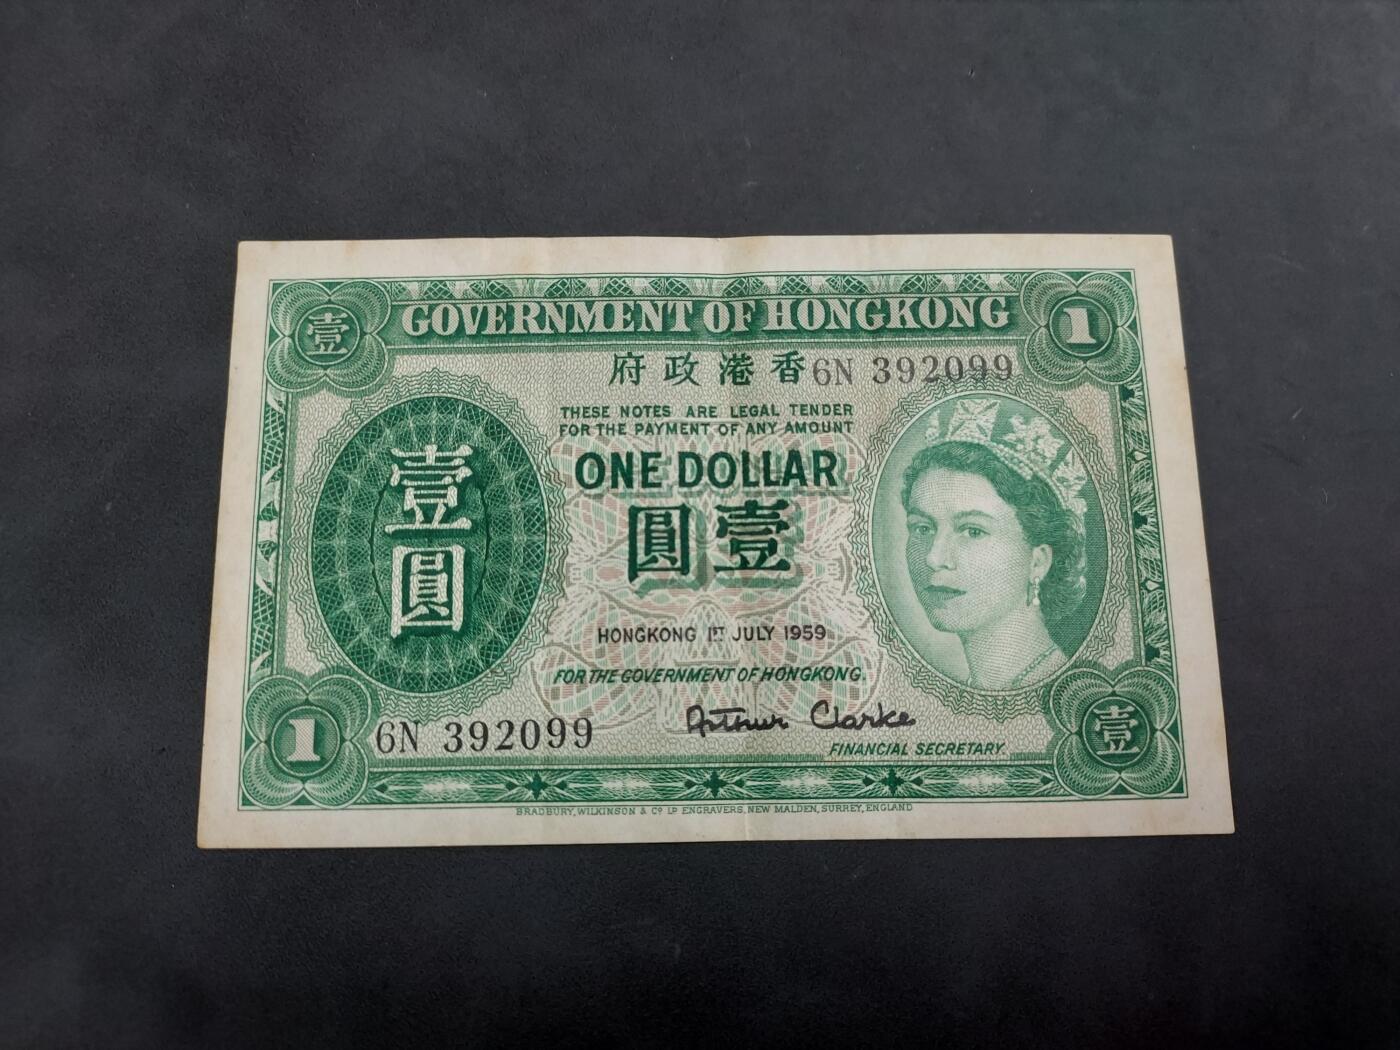 壹 GOVERNMENT OF HONGKONG 1
府政港香 6N 392099
THESE NOTES ARE LEGAL TENDER
FOR THE PAYMENT OF ANY AMOUNT
ONE DOLLAR
圓壹
壹
圓
HONGKONG 1ST JULY 1959
FOR THE GOVERNMENT OF HONGKONG.
Arthur Clarke
FINANCIAL SECRETARY.
1 6N 392099 壹
BRADBURY, WILKINSON & Cº Lᴰ ENGRAVERS, NEW MALDEN, SURREY, ENGLAND